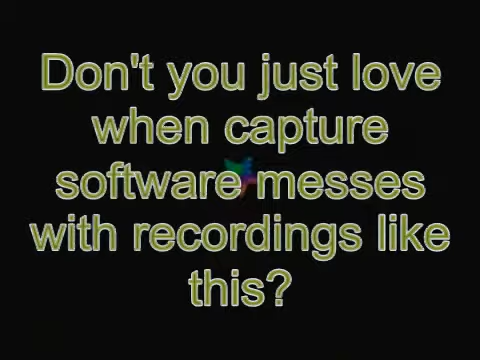 Don't you just love
when capture
software messes
with recordings like
this?